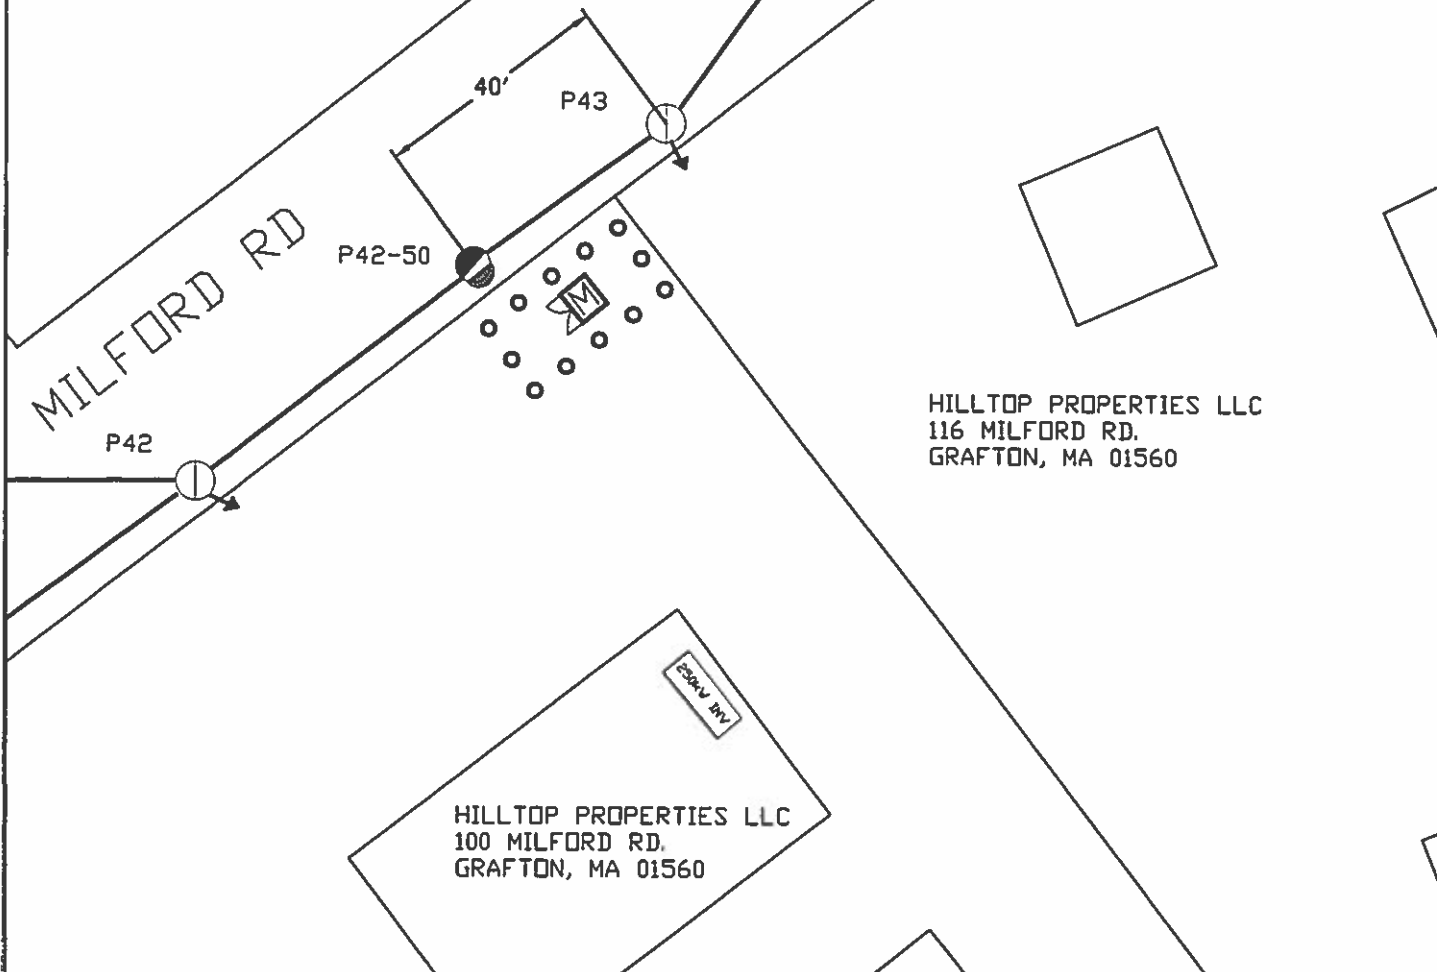 40'
P43
P42-50
MILFORD RD
M
P42
HILLTOP PROPERTIES LLC
116 MILFORD RD.
GRAFTON, MA 01560
250kW INV
HILLTOP PROPERTIES LLC
100 MILFORD RD.
GRAFTON, MA 01560